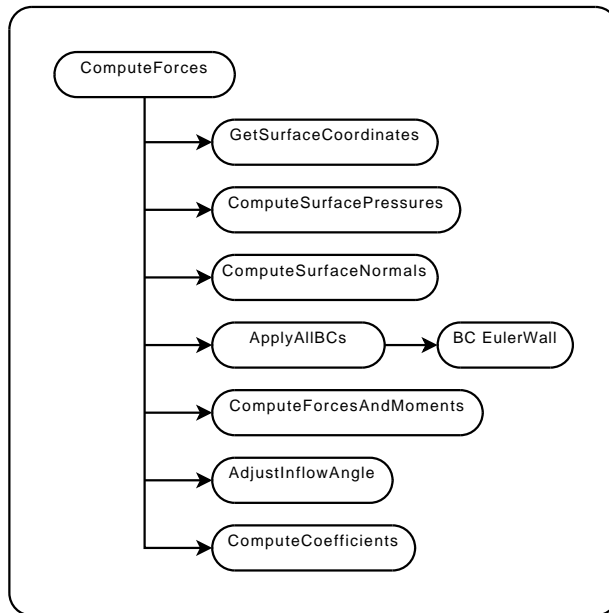 ComputeForces
GetSurfaceCoordinates
ComputeSurfacePressures
ComputeSurfaceNormals
ApplyAllBCs
BC EulerWall
ComputeForcesAndMoments
AdjustInflowAngle
ComputeCoefficients